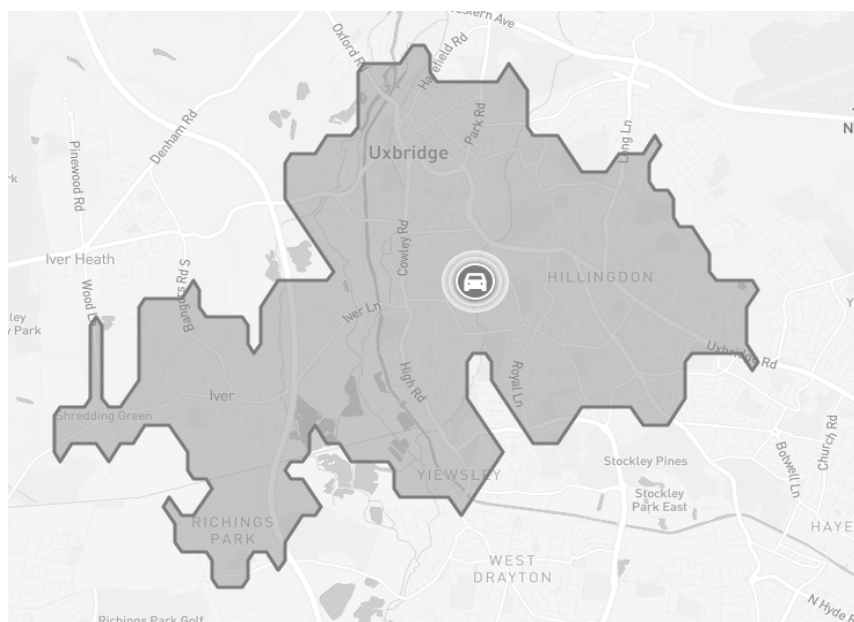 Western Ave
Oxford Rd
Harefield Rd
Park Rd
Long Ln
N
Denham Rd
Pinewood Rd
Uxbridge
Iver Heath
Cowley Rd
HILLINGDON
Wood Ln
Bangors Rd S
Iver Ln
Park
Uxbridge Rd
High Rd
Royal Ln
Iver
Shredding Green
Church Rd
Botwell Ln
Stockley Pines
YIEWSLEY
Stockley
Park East
RICHINGS
PARK
HAYE
WEST
DRAYTON
N Hyde R
Richings Park Golf